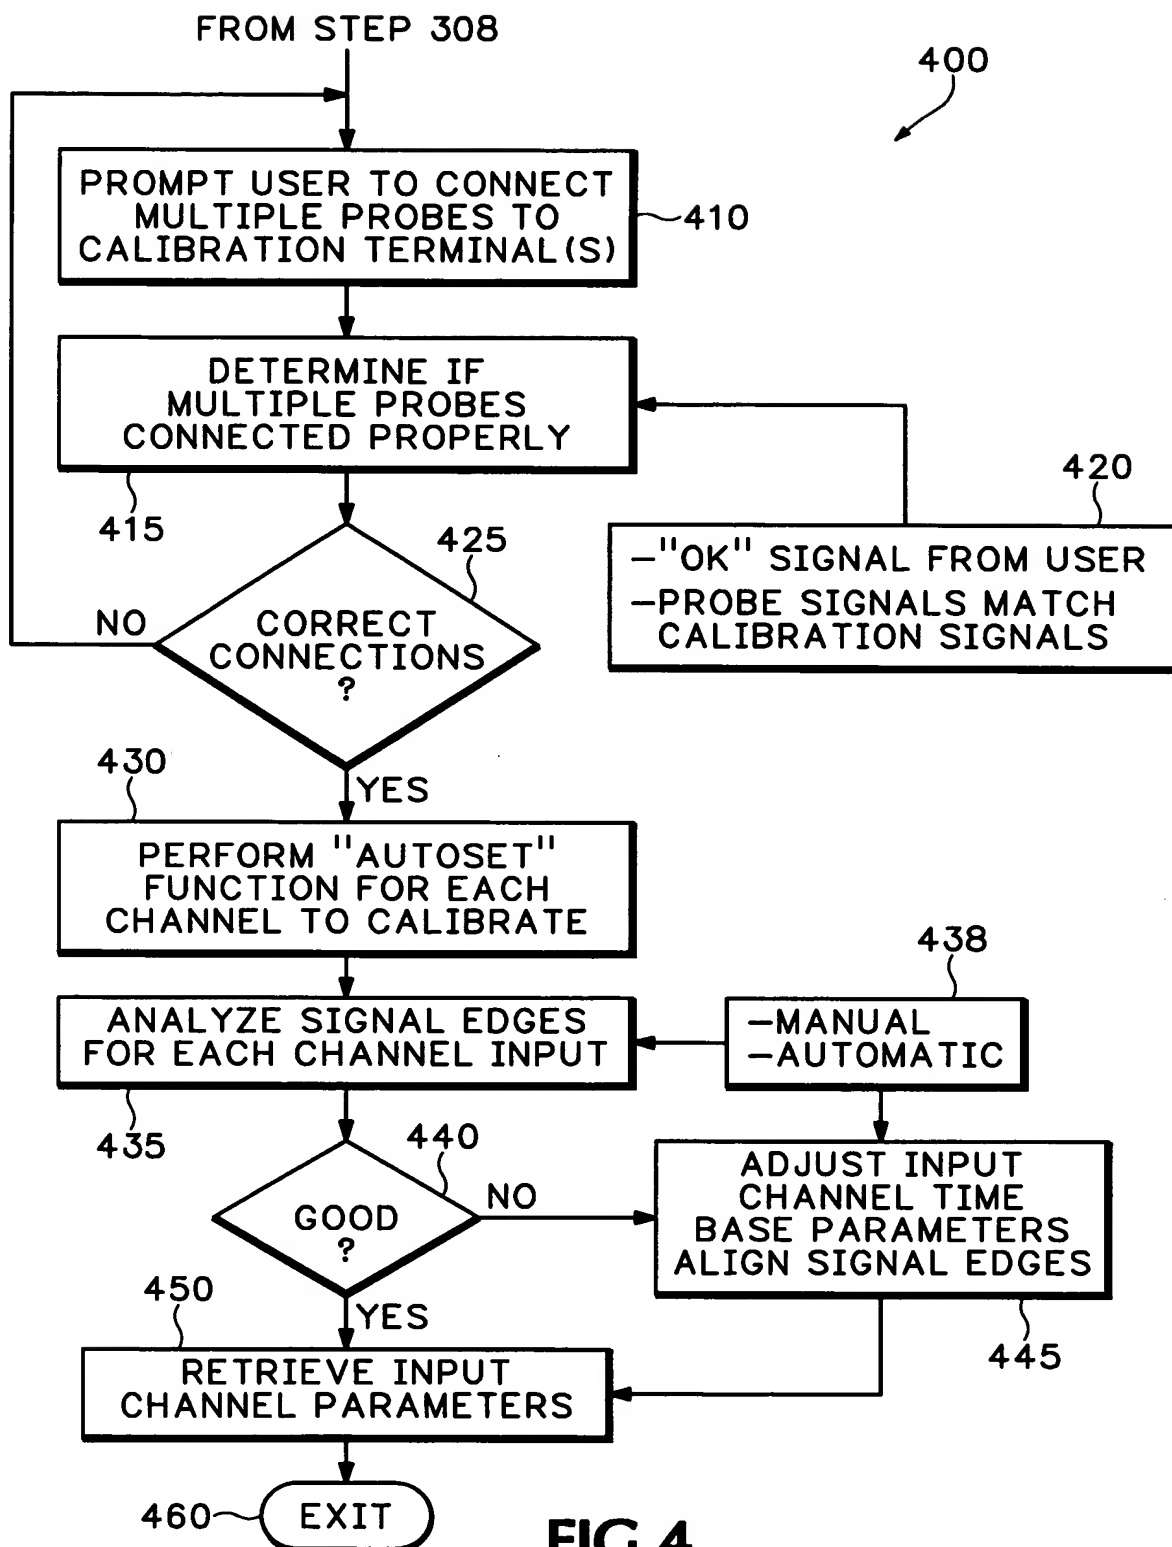 FROM STEP 308
400
PROMPT USER TO CONNECT
MULTIPLE PROBES TO
CALIBRATION TERMINAL(S)
410
DETERMINE IF
MULTIPLE PROBES
CONNECTED PROPERLY
415
420
-"OK" SIGNAL FROM USER
-PROBE SIGNALS MATCH
CALIBRATION SIGNALS
425
NO
CORRECT
CONNECTIONS
?
YES
430
PERFORM "AUTOSET"
FUNCTION FOR EACH
CHANNEL TO CALIBRATE
438
-MANUAL
-AUTOMATIC
ANALYZE SIGNAL EDGES
FOR EACH CHANNEL INPUT
435
440
GOOD
?
NO
ADJUST INPUT
CHANNEL TIME
BASE PARAMETERS
ALIGN SIGNAL EDGES
445
YES
450
RETRIEVE INPUT
CHANNEL PARAMETERS
460
EXIT
FIG.4